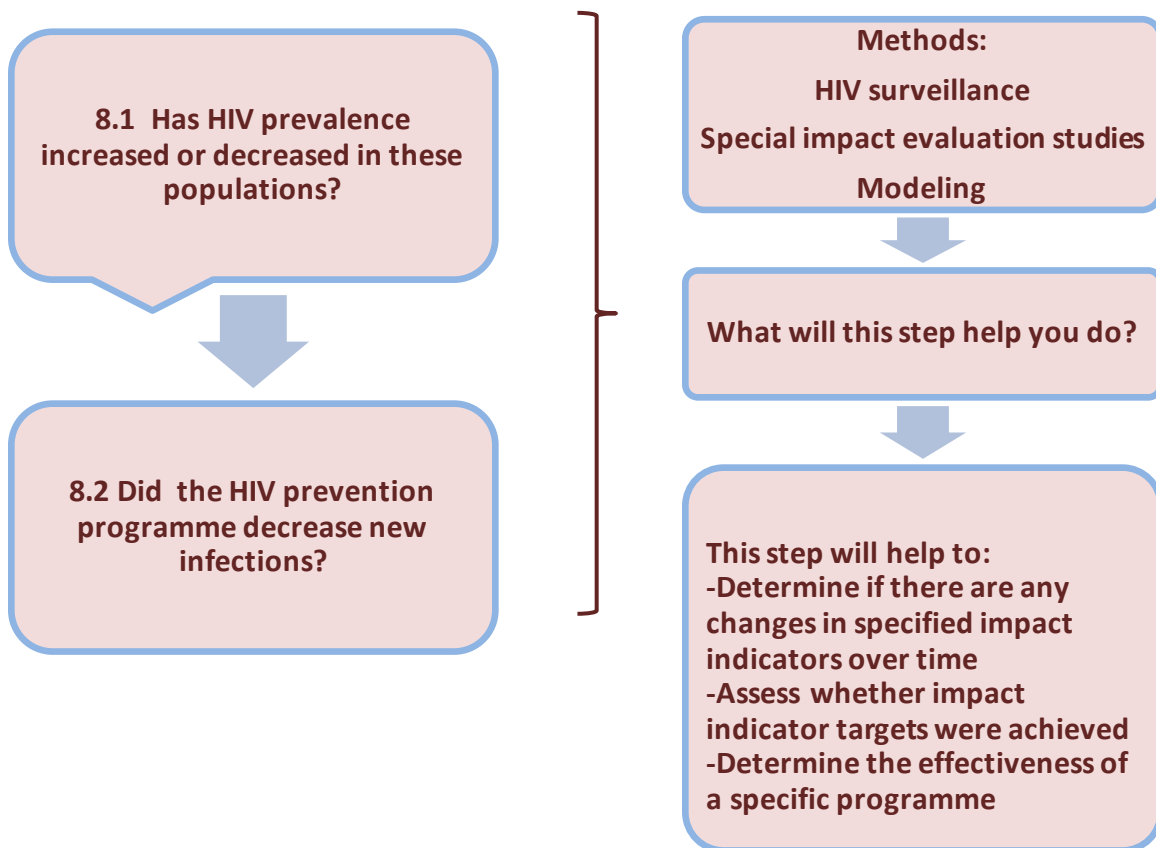 8.1 Has HIV prevalence
increased or decreased in these
populations?
8.2 Did the HIV prevention
programme decrease new
infections?
Methods:
HIV surveillance
Special impact evaluation studies
Modeling
What will this step help you do?
This step will help to:
-Determine if there are any
changes in specified impact
indicators over time
-Assess whether impact
indicator targets were achieved
-Determine the effectiveness of
a specific programme